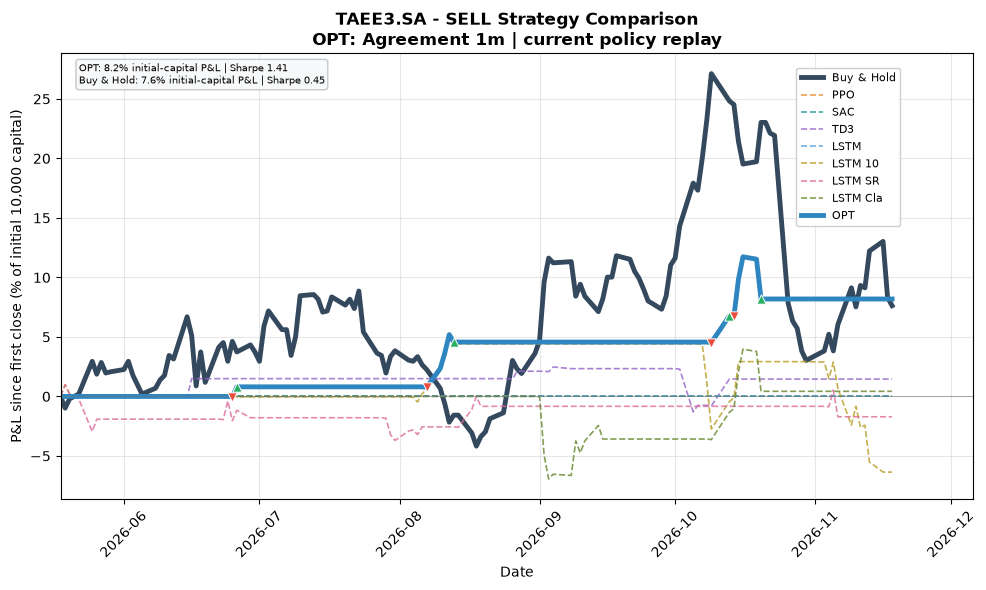 TAEE3.SA - SELL Strategy Comparison
OPT: Agreement 1m | current policy replay
OPT: 8.2% initial-capital P&L | Sharpe 1.41
Buy & Hold: 7.6% initial-capital P&L | Sharpe 0.45
Buy & Hold
PPO
SAC
TD3
LSTM
LSTM 10
LSTM SR
LSTM Cla
OPT
P&L since first close (% of initial 10,000 capital)
25
20
15
10
5
0
−5
2026-06
2026-07
2026-08
2026-09
2026-10
2026-11
2026-12
Date